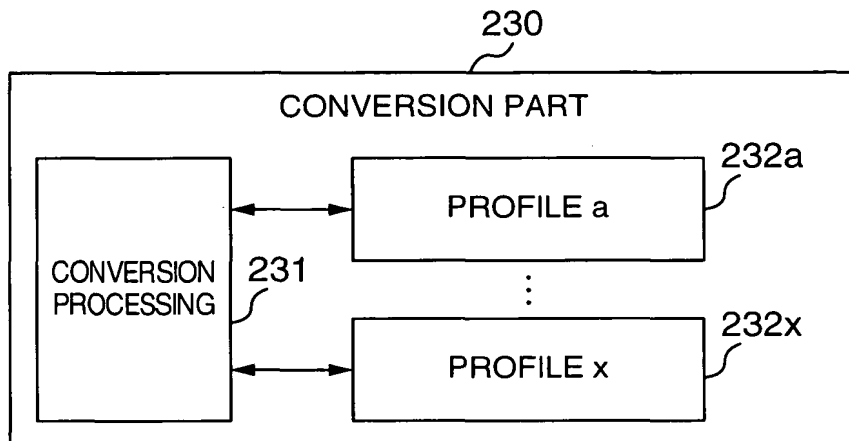 230
CONVERSION PART
232a
PROFILE a
CONVERSION
PROCESSING
231
232x
PROFILE x